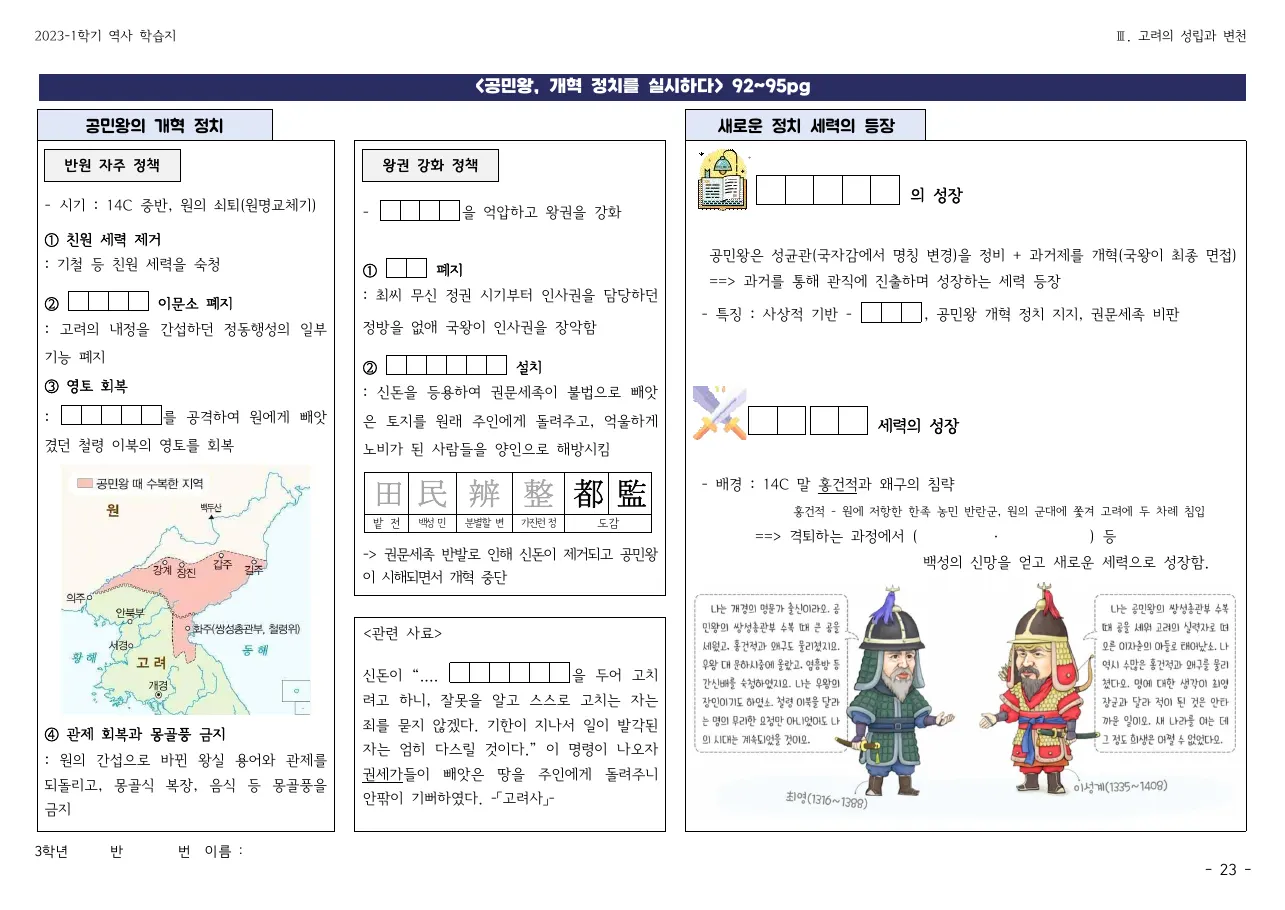 2023-1학기 역사 학습지
Ⅲ. 고려의 성립과 변천
<공민왕, 개혁 정치를 실시하다> 92~95pg
공민왕의 개혁 정치
반원 자주 정책
- 시기 : 14C 중반, 원의 쇠퇴(원명교체기)
① 친원 세력 제거
: 기철 등 친원 세력을 숙청
② 이문소 폐지
: 고려의 내정을 간섭하던 정동행성의 일부
기능 폐지
③ 영토 회복
: 를 공격하여 원에게 빼앗
겼던 철령 이북의 영토를 회복
공민왕 때 수복한 지역
원
백두산
강계
장진
갑주
길주
의주
안북부
화주(쌍성총관부, 철령위)
서경
황해
동해
고려
개경
④ 관제 회복과 몽골풍 금지
: 원의 간섭으로 바뀐 왕실 용어와 관제를
되돌리고, 몽골식 복장, 음식 등 몽골풍을
금지
왕권 강화 정책
- 을 억압하고 왕권을 강화
① 폐지
: 최씨 무신 정권 시기부터 인사권을 담당하던
정방을 없애 국왕이 인사권을 장악함
② 설치
: 신돈을 등용하여 권문세족이 불법으로 빼앗
은 토지를 원래 주인에게 돌려주고, 억울하게
노비가 된 사람들을 양인으로 해방시킴
田 民 辨 整 都 監
밭 전 백성 민 분별할 변 가진런 정 도감
-> 권문세족 반발로 인해 신돈이 제거되고 공민왕
이 시해되면서 개혁 중단
<관련 사료>
신돈이 “.... 을 두어 고치
려고 하니, 잘못을 알고 스스로 고치는 자는
죄를 묻지 않겠다. 기한이 지나서 일이 발각된
자는 엄히 다스릴 것이다.” 이 명령이 나오자
권세가들이 빼앗은 땅을 주인에게 돌려주니
안팎이 기뻐하였다. -「고려사」-
새로운 정치 세력의 등장
의 성장
공민왕은 성균관(국자감에서 명칭 변경)을 정비 + 과거제를 개혁(국왕이 최종 면접)
==> 과거를 통해 관직에 진출하며 성장하는 세력 등장
- 특징 : 사상적 기반 - , 공민왕 개혁 정치 지지, 권문세족 비판
세력의 성장
- 배경 : 14C 말 홍건적과 왜구의 침략
홍건적 - 원에 저항한 한족 농민 반란군, 원의 군대에 쫓겨 고려에 두 차례 침입
==> 격퇴하는 과정에서 ( · ) 등
백성의 신망을 얻고 새로운 세력으로 성장함.
나는 개경의 명문가 출신이라오. 공
민왕의 쌍성총관부 수복 때 큰 공을
세웠고, 홍건적과 왜구도 물리쳤지요.
우왕 대 문하시중에 올랐고, 염흥방 등
간신배를 숙청하였지요. 나는 우왕의
장인이기도 하였소. 철령 이북을 달라
는 명의 무리한 요청만 아니었어도 나
의 시대는 계속되었을 것이오.
최영(1316~1388)
나는 공민왕의 쌍성총관부 수복
때 공을 세워 고려의 실력자로 떠
오른 이자춘의 아들로 태어났소. 나
역시 수많은 홍건적과 왜구를 물리
쳤다오. 명에 대한 생각이 최영
장군과 달라 적이 된 것은 안타
까운 일이오. 새 나라를 여는 데
그 정도 희생은 어쩔 수 없었다오.
이성계(1335~1408)
3학년 반 번 이름 :
- 23 -